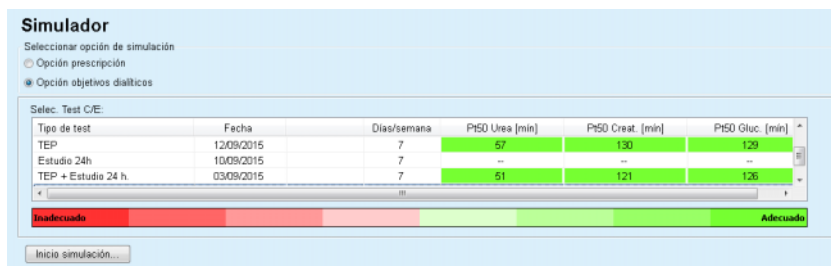 Simulador
Seleccionar opción de simulación
Opción prescripción
Opción objetivos dialíticos
Selec. Test C/E:
Tipo de test Fecha Días/semana Pt50 Urea [min] Pt50 Creat. [min] Pt50 Gluc. [min]
TEP 12/09/2015 7 57 130 129
Estudio 24h 10/09/2015 7 -- -- --
TEP + Estudio 24 h. 03/09/2015 7 51 121 126
Inadecuado Adecuado
Inicio simulación...